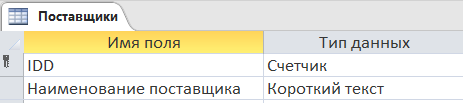 Поставщики
Имя поля Тип данных
IDD Счетчик
Наименование поставщика Короткий текст